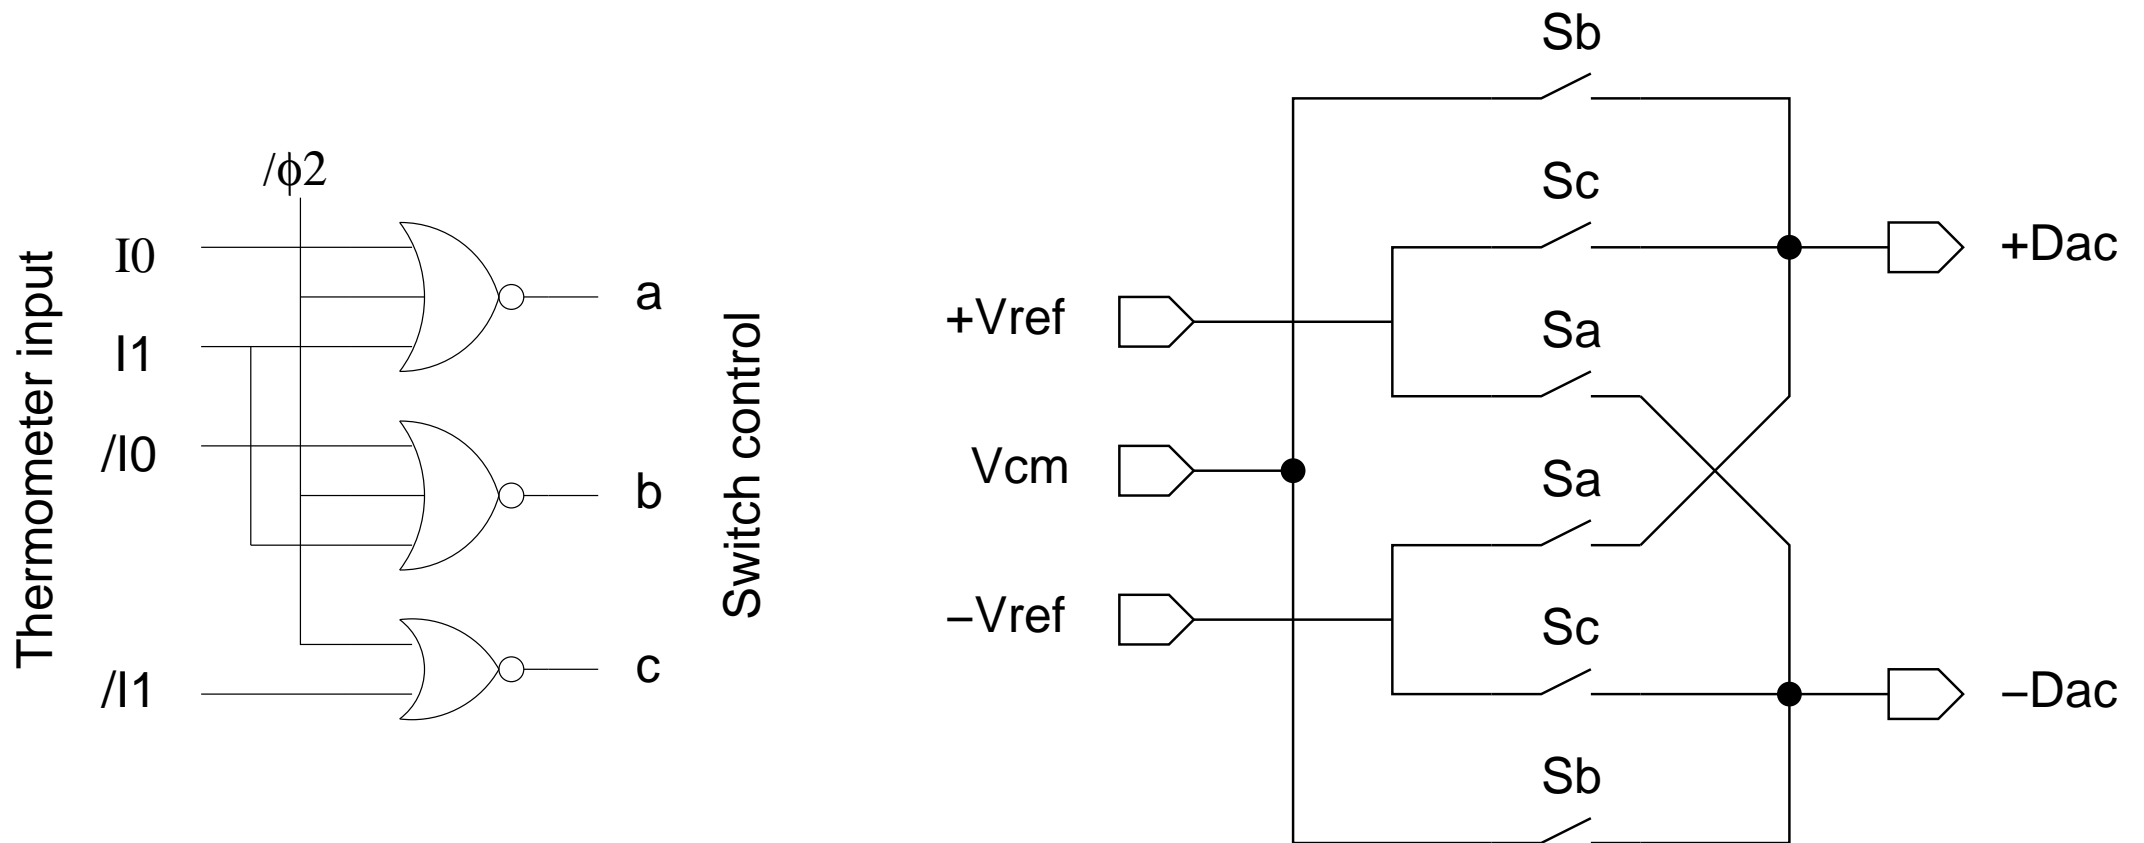 Thermometer input
/ϕ2
I0
I1
/I0
/I1
a
b
c
Switch control
Sb
Sc
Sa
Sa
Sc
Sb
+Vref
Vcm
−Vref
+Dac
−Dac